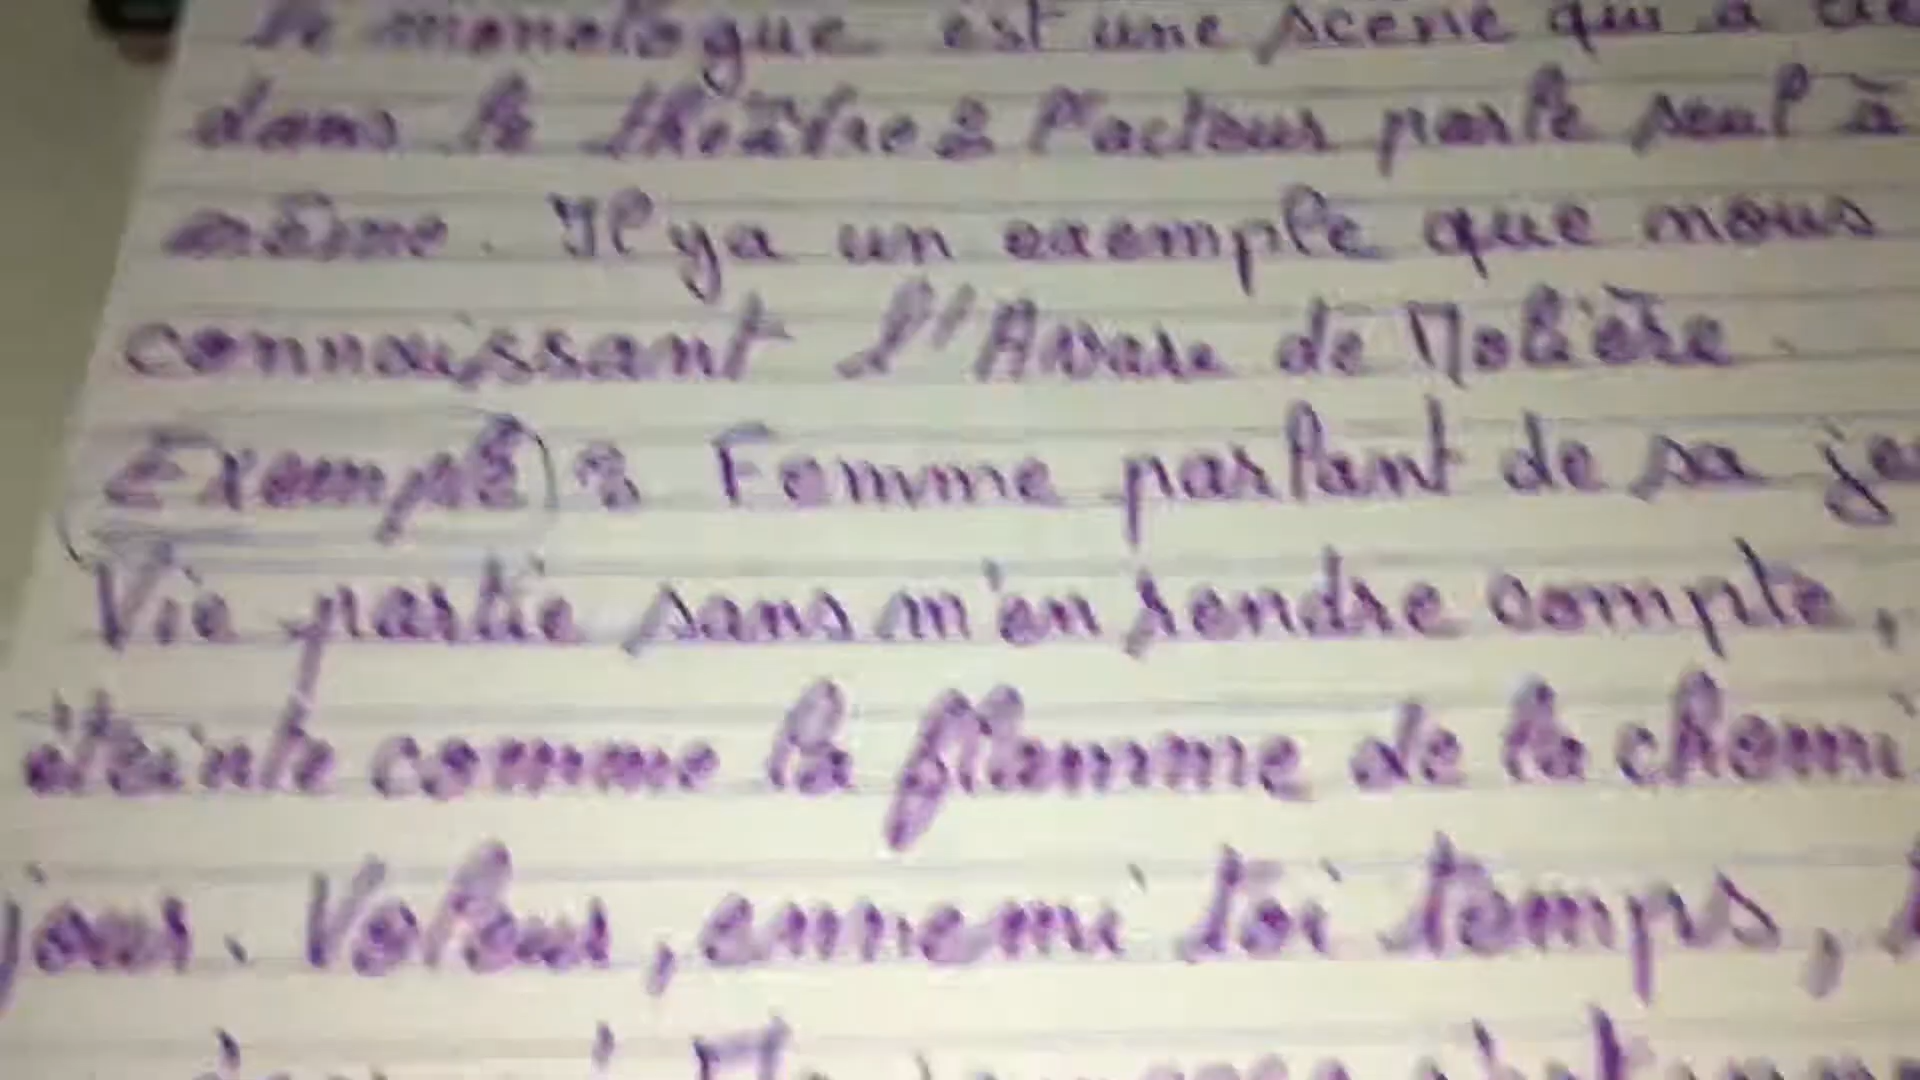 Le monologue est une scène qui a
dans le théâtre : l'acteur parle seul à
même. Il y a un exemple que nous
connaissant l'Avare de Molière.
Exemple : Femme parlant de sa
Vie partie sans m'en rendre compte,
éteinte comme la flamme de la chemi
jour. Voleur, ennemi toi temps,